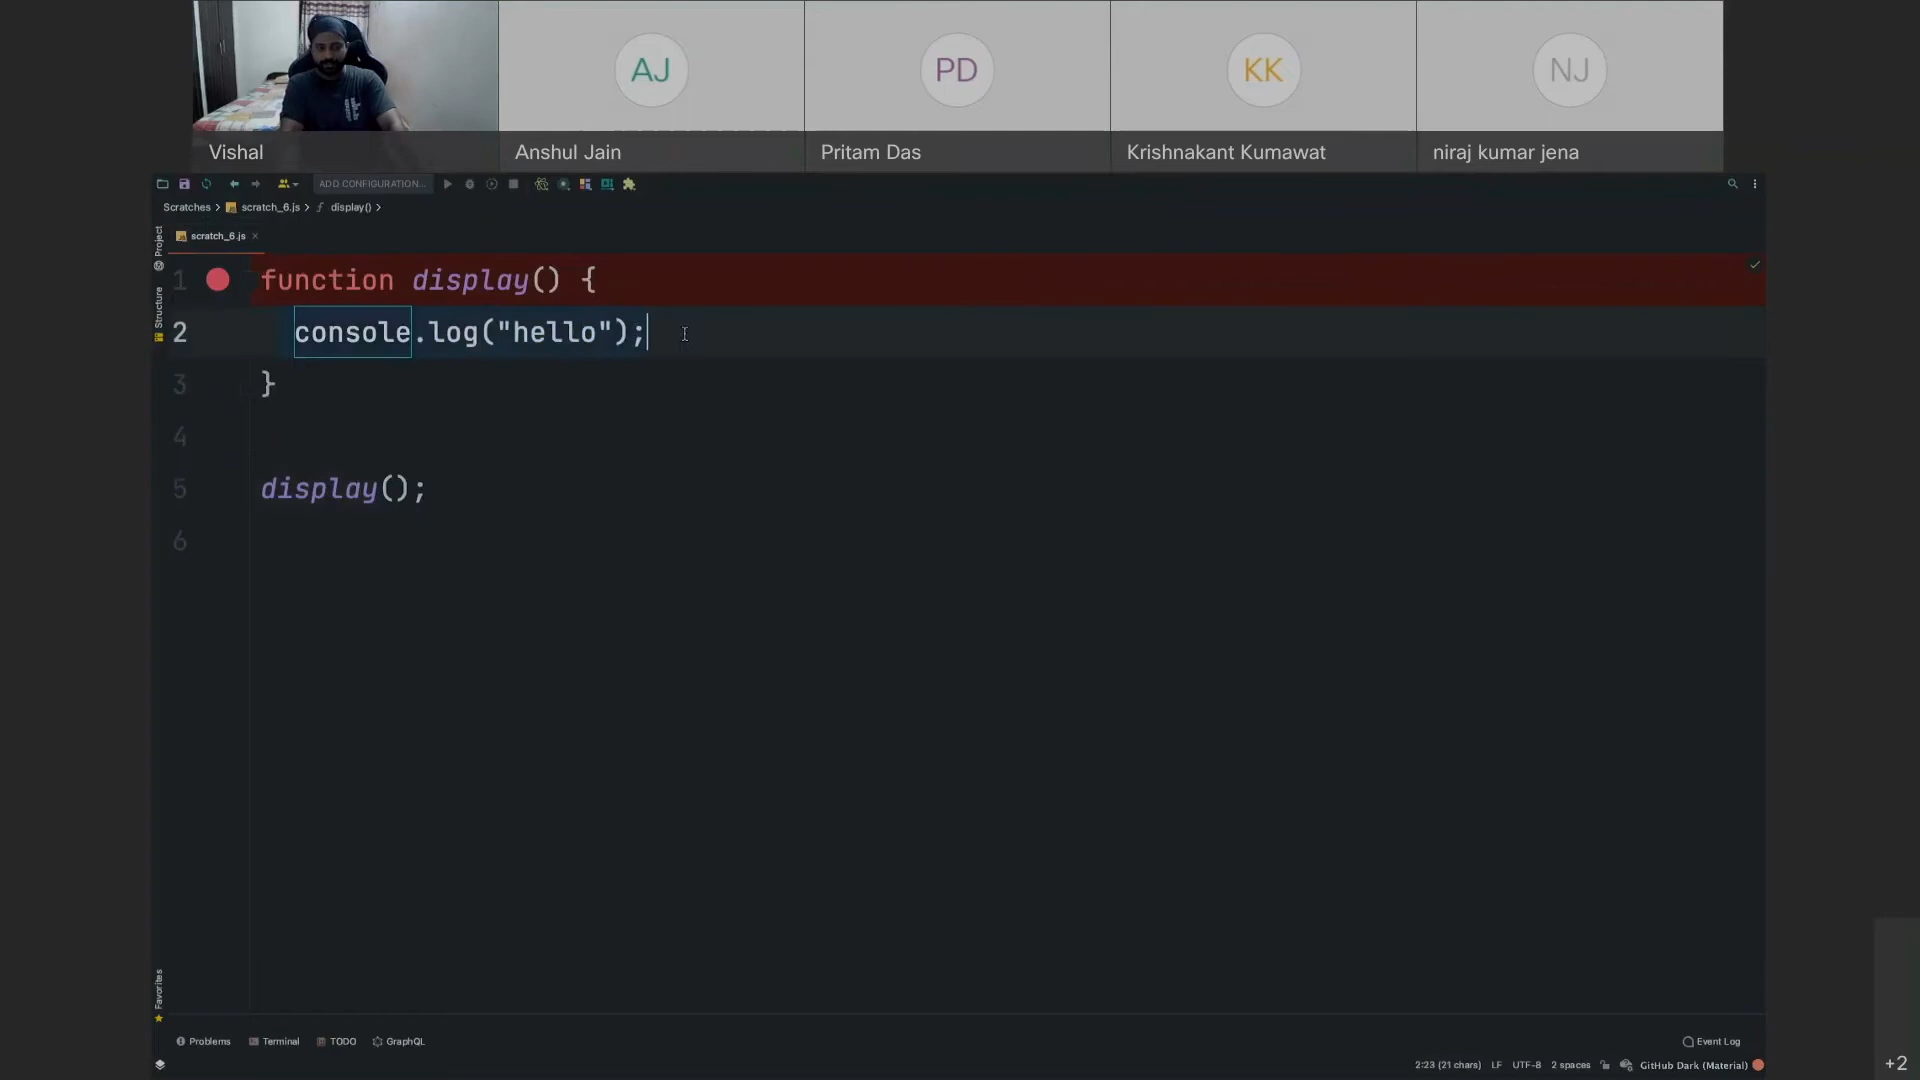 AJ
PD
KK
NJ
Vishal
Anshul Jain
Pritam Das
Krishnakant Kumawat
niraj kumar jena
ADD CONFIGURATION...
Scratches > scratch_6.js > f display() >
Project
scratch_6.js ×
1 function display() {
Structure
2 console.log("hello");
3 }
4
5 display();
6
Favorites
Problems Terminal TODO GraphQL
Event Log
2:23 (21 chars) LF UTF-8 2 spaces GitHub Dark (Material)
+2